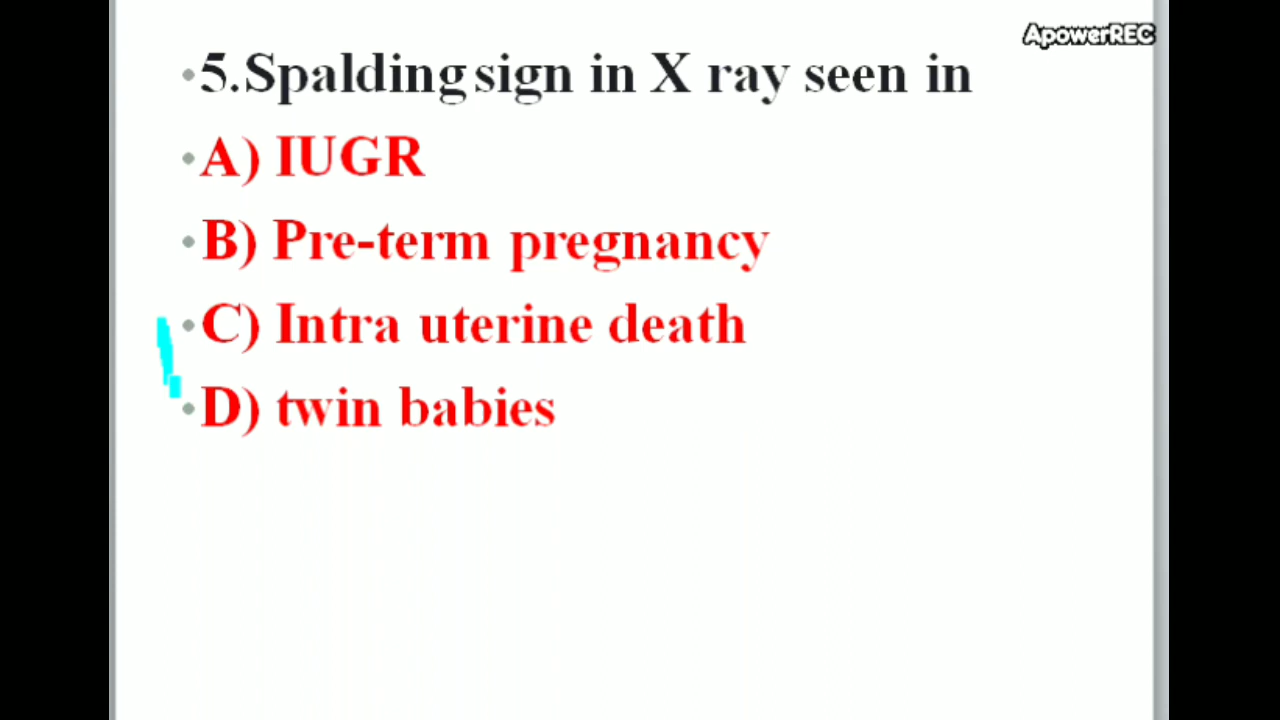 ApowerREC
•5.Spalding sign in X ray seen in
•A) IUGR
•B) Pre-term pregnancy
•C) Intra uterine death
•D) twin babies